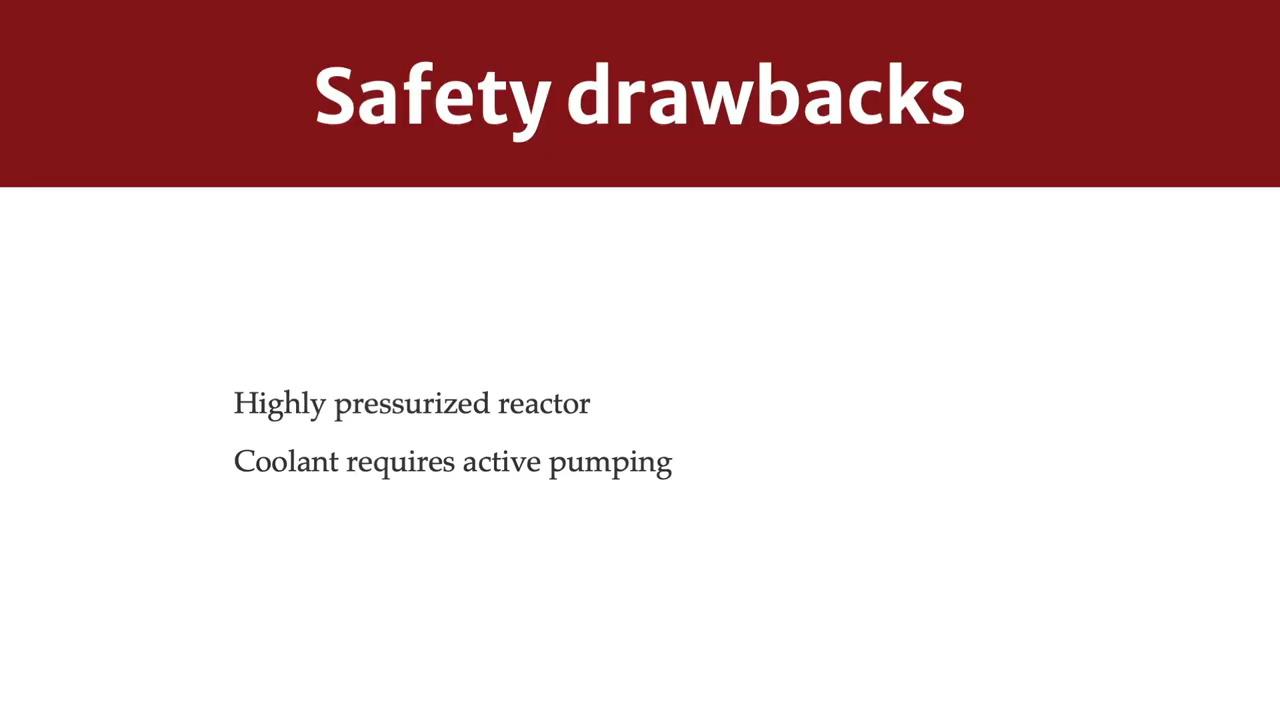 Safety drawbacks
Highly pressurized reactor
Coolant requires active pumping